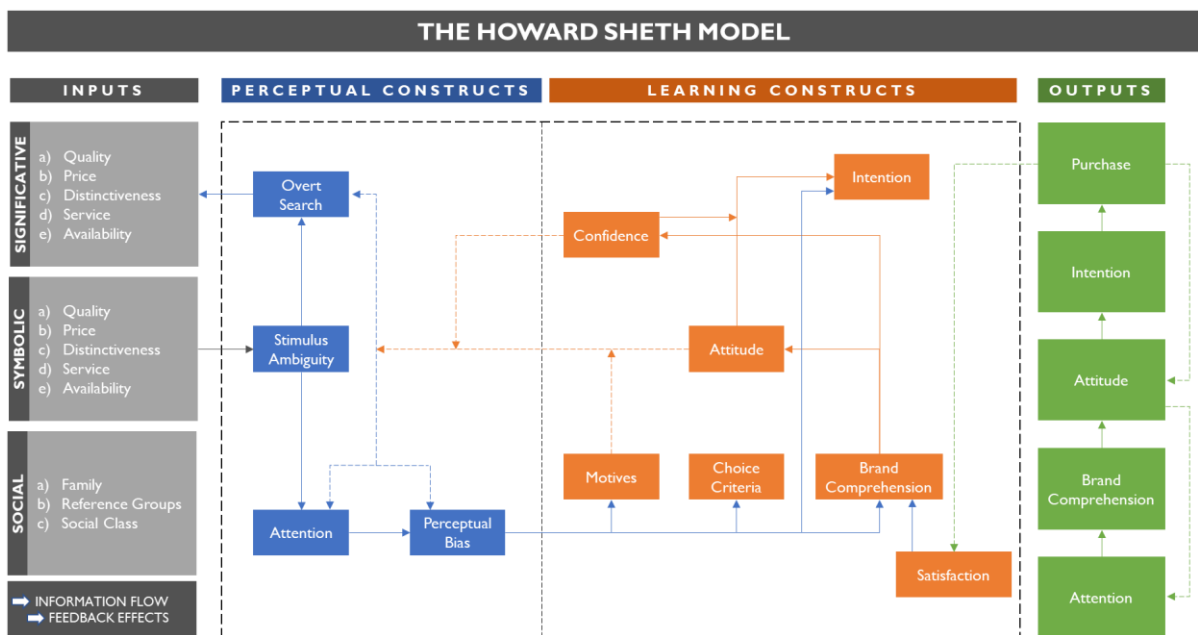 THE HOWARD SHETH MODEL
INPUTS
PERCEPTUAL CONSTRUCTS
LEARNING CONSTRUCTS
OUTPUTS
SIGNIFICATIVE
a) Quality
b) Price
c) Distinctiveness
d) Service
e) Availability
SYMBOLIC
a) Quality
b) Price
c) Distinctiveness
d) Service
e) Availability
SOCIAL
a) Family
b) Reference Groups
c) Social Class
INFORMATION FLOW
FEEDBACK EFFECTS
Overt
Search
Stimulus
Ambiguity
Attention
Perceptual
Bias
Intention
Confidence
Attitude
Motives
Choice
Criteria
Brand
Comprehension
Satisfaction
Purchase
Intention
Attitude
Brand
Comprehension
Attention